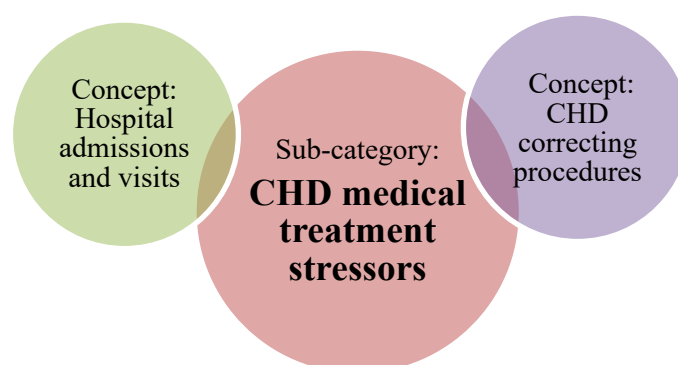 Concept:
Hospital
admissions
and visits
Sub-category:
CHD medical
treatment
stressors
Concept:
CHD
correcting
procedures